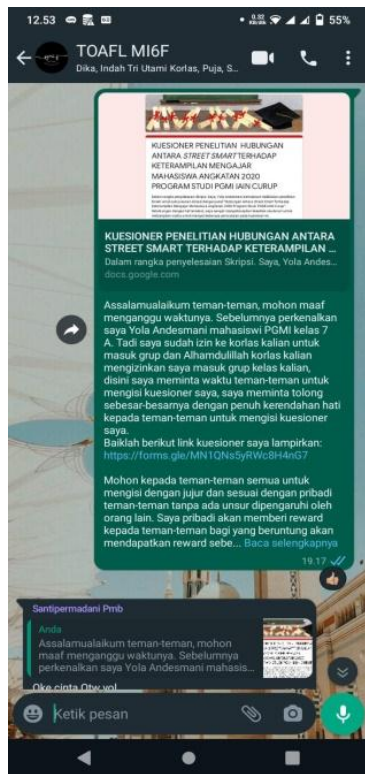 12.53
55%
TOAFL MI6F
Dika, Indah Tri Utami Korlas, Puja, S...
KUESIONER PENELITIAN HUBUNGAN
ANTARA STREET SMART TERHADAP
KETERAMPILAN MENGAJAR
MAHASISWA ANGKATAN 2020
PROGRAM STUDI PGMI IAIN CURUP
KUESIONER PENELITIAN HUBUNGAN ANTARA
STREET SMART TERHADAP KETERAMPILAN ...
Dalam rangka penyelesaian Skripsi. Saya, Yola Andes...
docs.google.com
Assalamualaikum teman-teman, mohon maaf
menganggu waktunya. Sebelumnya perkenalkan
saya Yola Andesmani mahasiswi PGMI kelas 7
A. Tadi saya sudah izin ke korlas kalian untuk
masuk grup dan Alhamdulillah korlas kalian
mengizinkan saya masuk grup kelas kalian,
disini saya meminta waktu teman-teman untuk
mengisi kuesioner saya, saya meminta tolong
sebesar-besarnya dengan penuh kerendahan hati
kepada teman-teman untuk mengisi kuesioner
saya.
Baiklah berikut link kuesioner saya lampirkan:
https://forms.gle/MN1QNs5yRWc8H4nG7
Mohon kepada teman-teman semua untuk
mengisi dengan jujur dan sesuai dengan pribadi
teman-teman tanpa ada unsur dipengaruhi oleh
orang lain. Saya pribadi akan memberi reward
kepada teman-teman bagi yang beruntung akan
mendapatkan reward sebe... Baca selengkapnya
19.17
Santipermadani Pmb
Anda
Assalamualaikum teman-teman, mohon
maaf menganggu waktunya. Sebelumnya
perkenalkan saya Yola Andesmani mahasis...
Oke cinta Otw yol
Ketik pesan